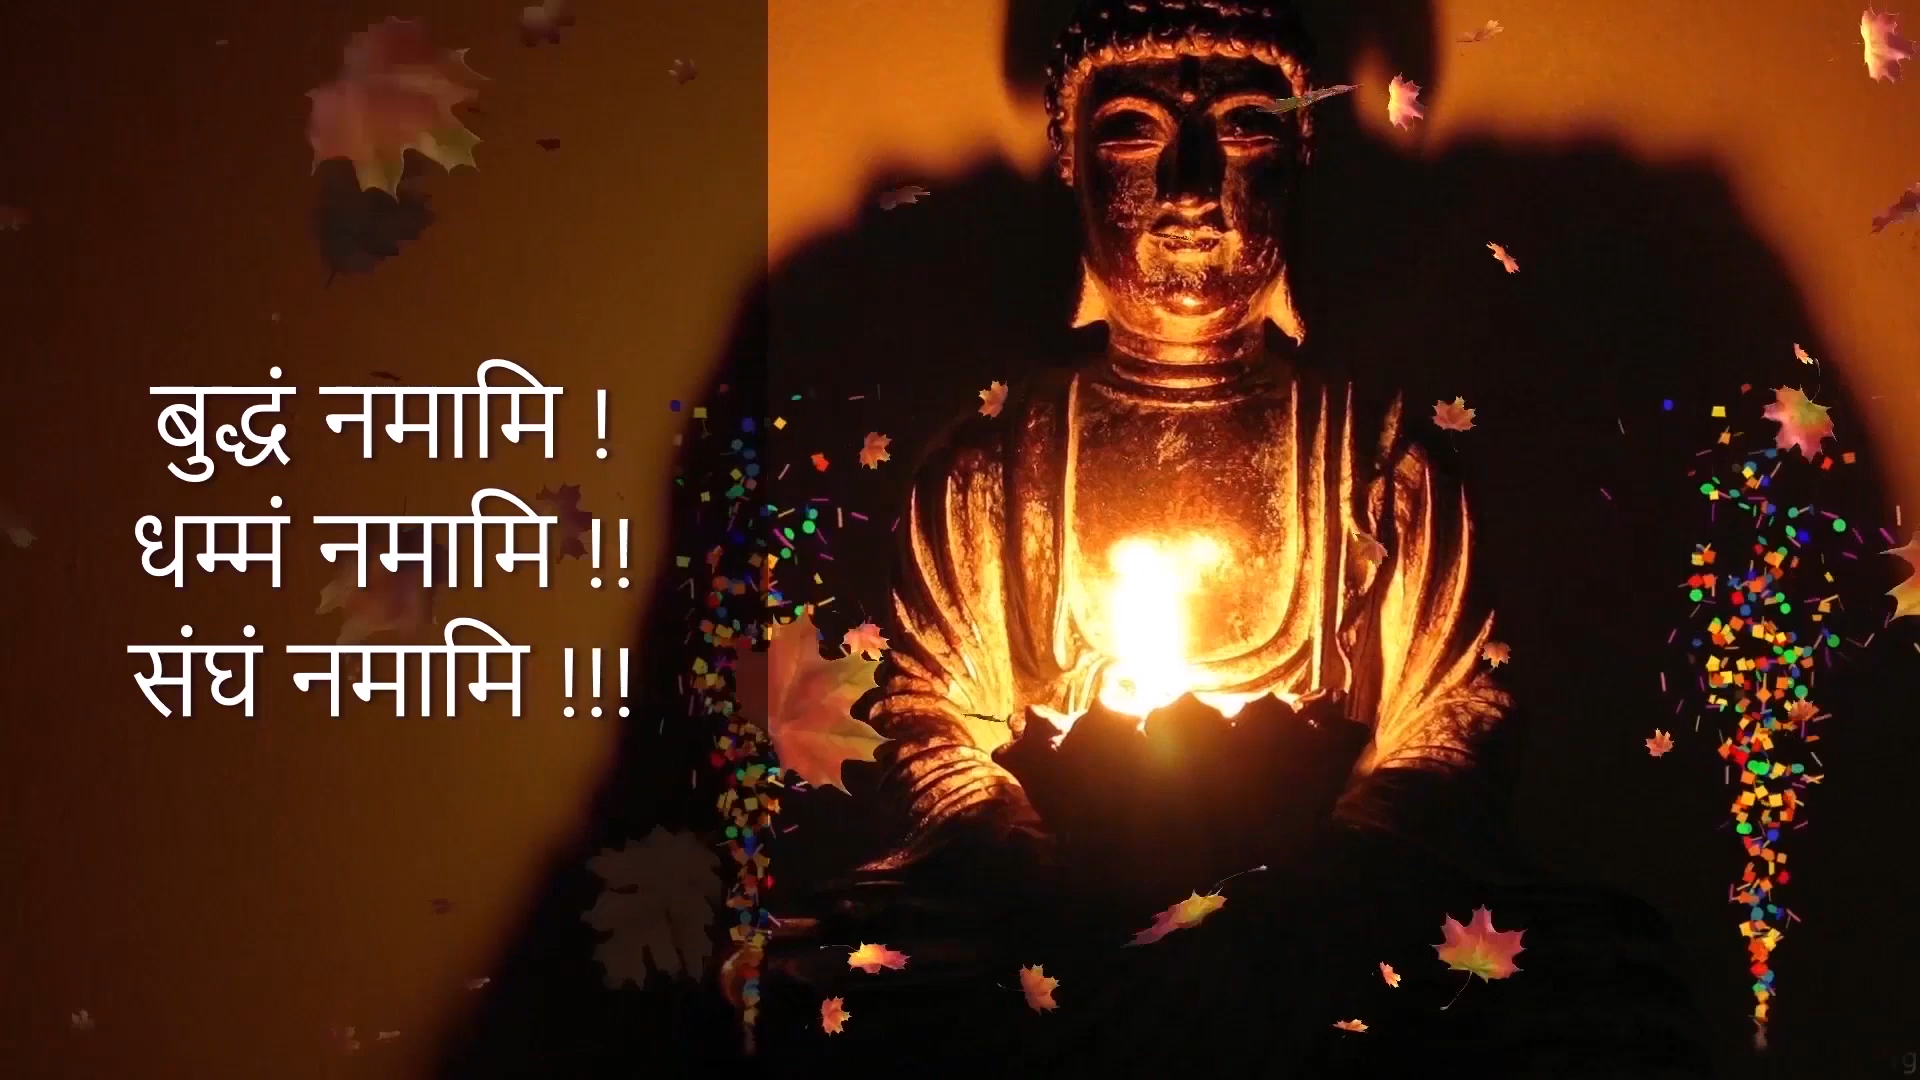 बुद्धं नमामि !
धम्मं नमामि !!
संघं नमामि !!!
g